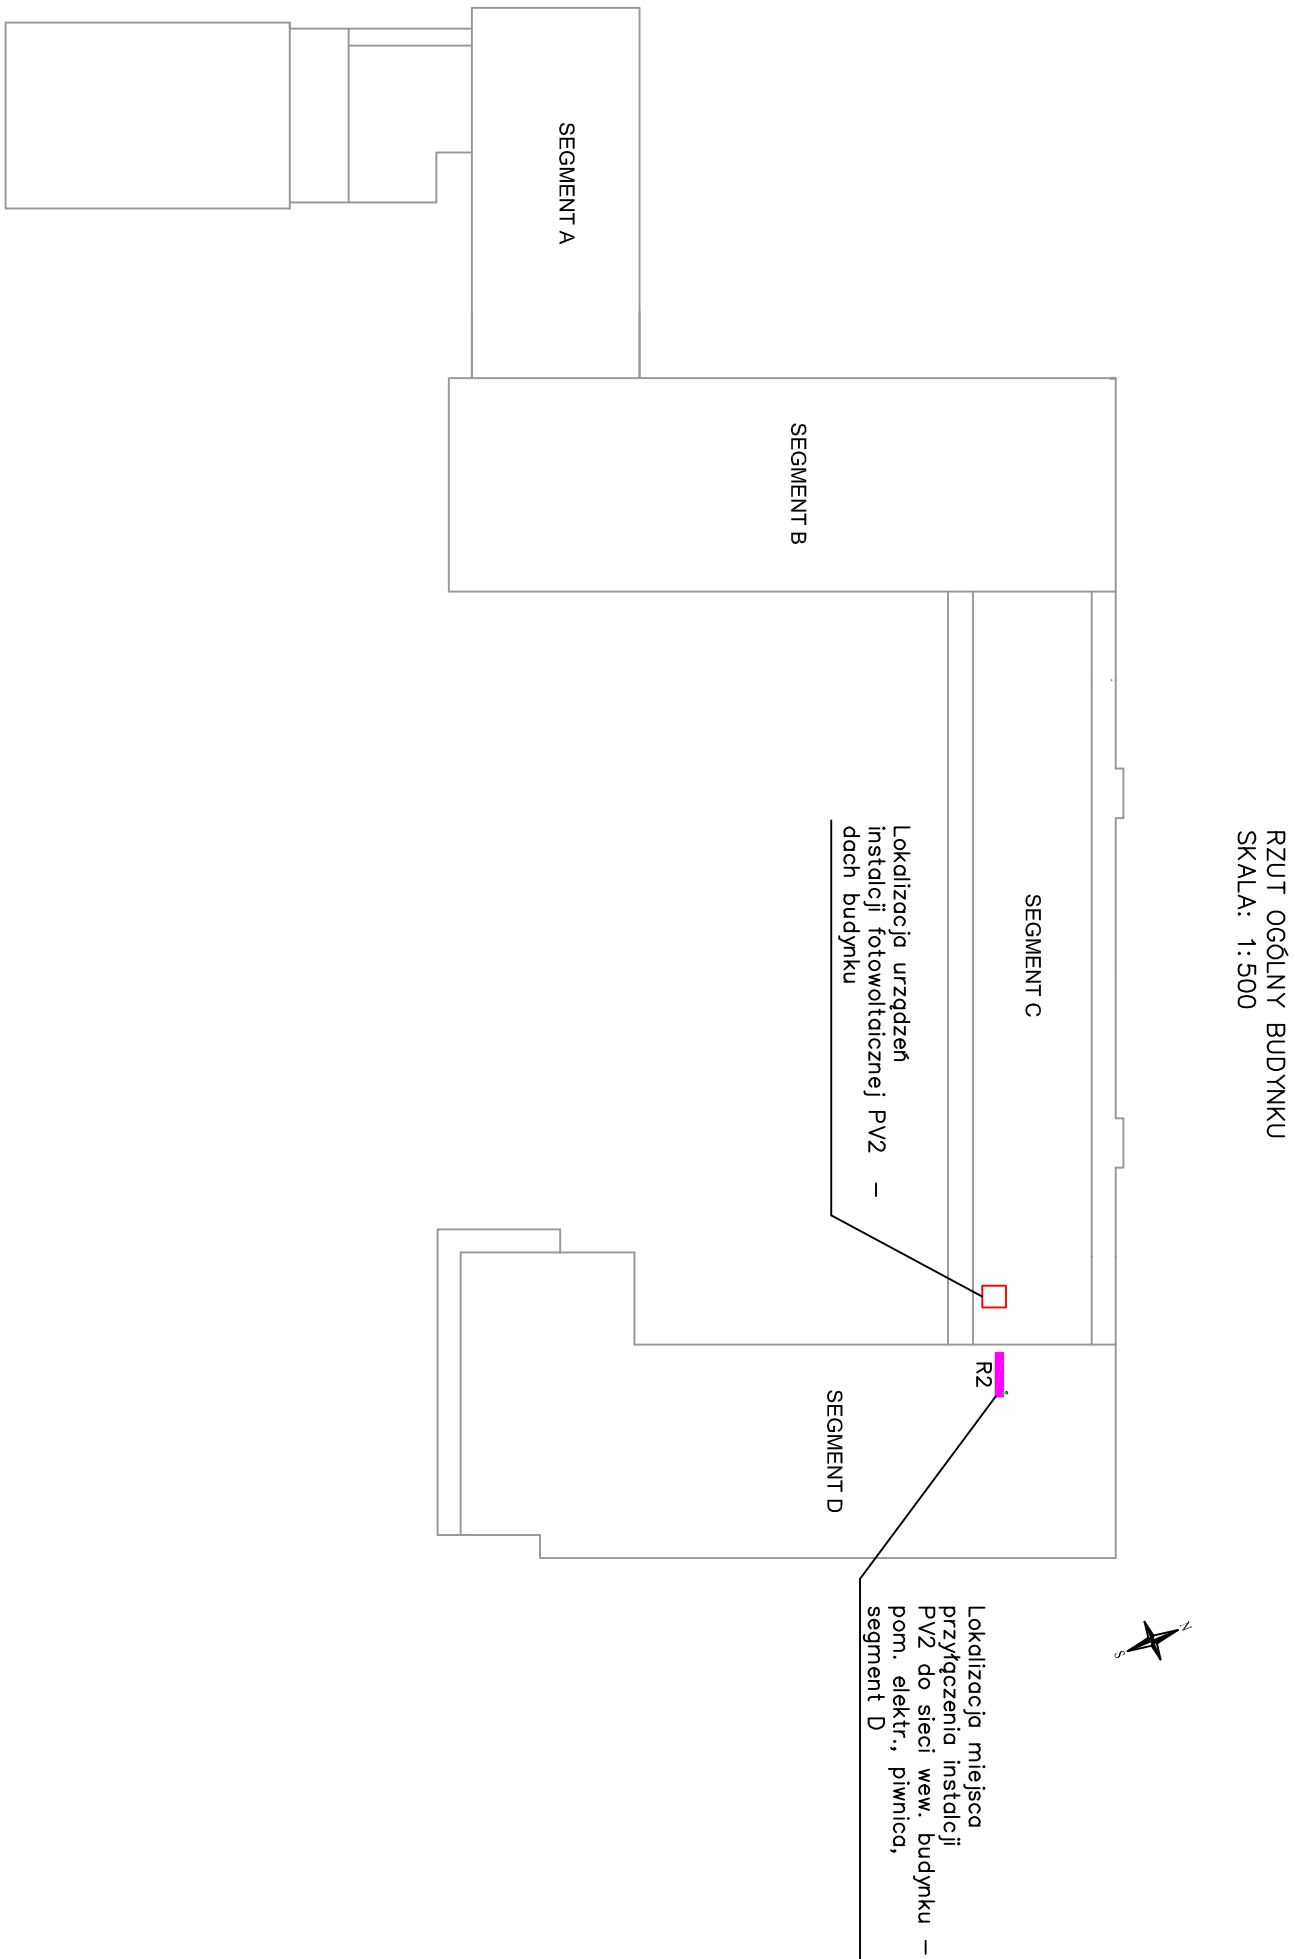 RZUT OGÓLNY BUDYNKU
SKALA: 1:500
SEGMENT A
SEGMENT B
SEGMENT C
Lokalizacja urządzeń
instalcji fotowoltaicznej PV2 –
dach budynku
R2
SEGMENT D
N
S
Lokalizacja miejsca
przyłączenia instalcji
PV2 do sieci wew. budynku –
pom. elektr., piwnica,
segment D